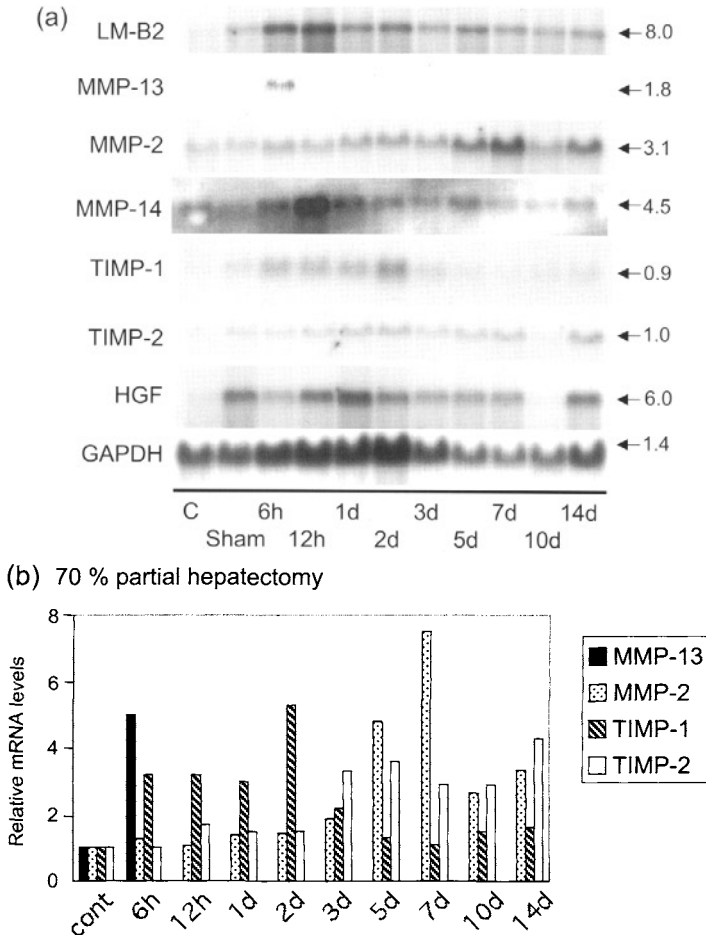 (a)
LM-B2 ←8.0
MMP-13 ←1.8
MMP-2 ←3.1
MMP-14 ←4.5
TIMP-1 ←0.9
TIMP-2 ←1.0
HGF ←6.0
GAPDH ←1.4
C 6h 1d 3d 7d 14d
Sham 12h 2d 5d 10d
(b) 70 % partial hepatectomy
Relative mRNA levels
8
6
4
2
0
cont 6h 12h 1d 2d 3d 5d 7d 10d 14d
MMP-13
MMP-2
TIMP-1
TIMP-2